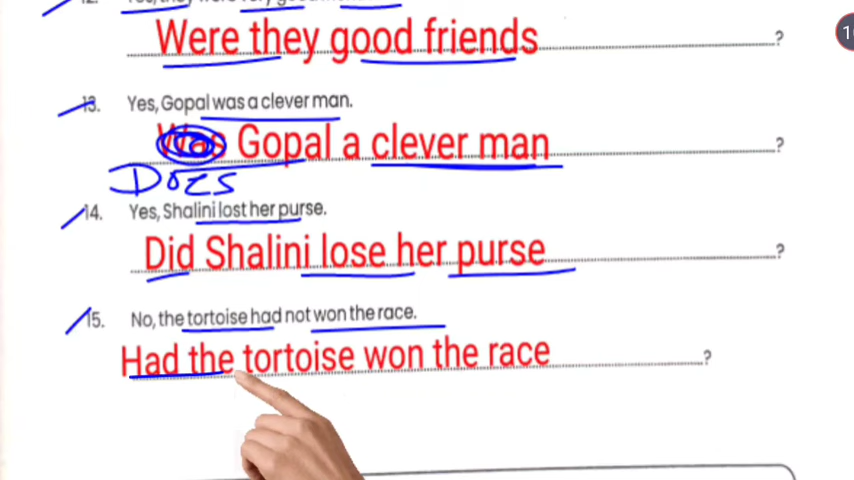 Were they good friends ?
13. Yes, Gopal was a clever man.
Was Gopal a clever man ?
Does
14. Yes, Shalini lost her purse.
Did Shalini lose her purse ?
15. No, the tortoise had not won the race.
Had the tortoise won the race ?